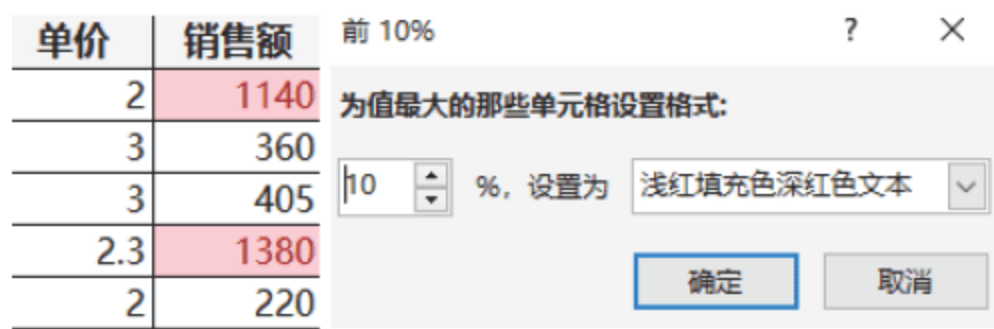 单价 销售额
2 1140
3 360
3 405
2.3 1380
2 220
前 10%
为值最大的那些单元格设置格式:
10 %，设置为 浅红填充色深红色文本
确定 取消